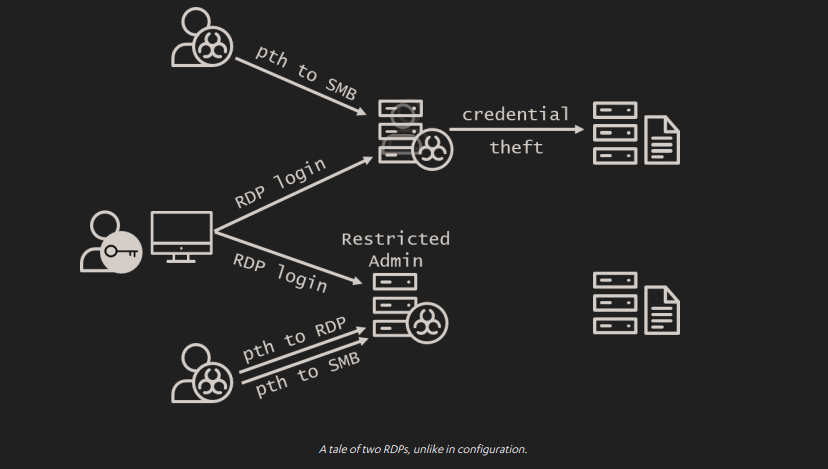 pth to SMB
credential
theft
RDP login
Restricted
Admin
RDP login
pth to RDP
pth to SMB
A tale of two RDPs, unlike in configuration.